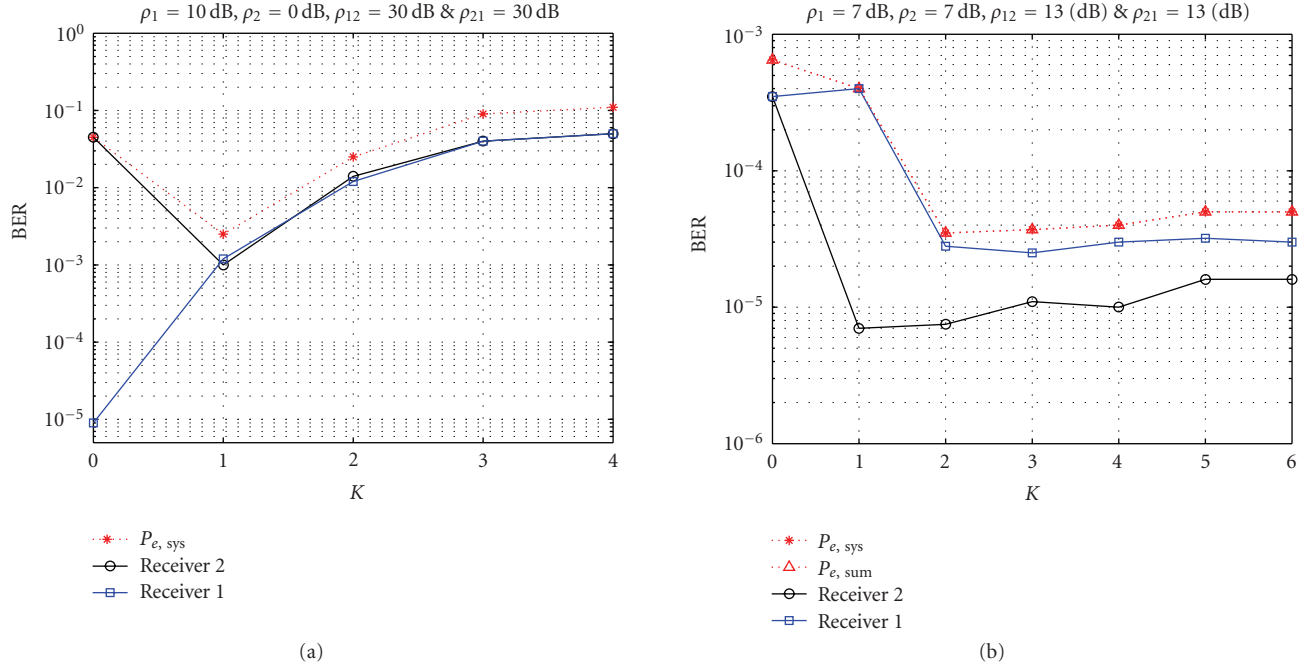 ρ₁ = 10 dB, ρ₂ = 0 dB, ρ₁₂ = 30 dB & ρ₂₁ = 30 dB
10⁰
10⁻¹
10⁻²
10⁻³
10⁻⁴
10⁻⁵
BER
0 1 2 3 4
K
Pₑ, sys
Receiver 2
Receiver 1
(a)
ρ₁ = 7 dB, ρ₂ = 7 dB, ρ₁₂ = 13 (dB) & ρ₂₁ = 13 (dB)
10⁻³
10⁻⁴
10⁻⁵
10⁻⁶
BER
0 1 2 3 4 5 6
K
Pₑ, sys
Pₑ, sum
Receiver 2
Receiver 1
(b)